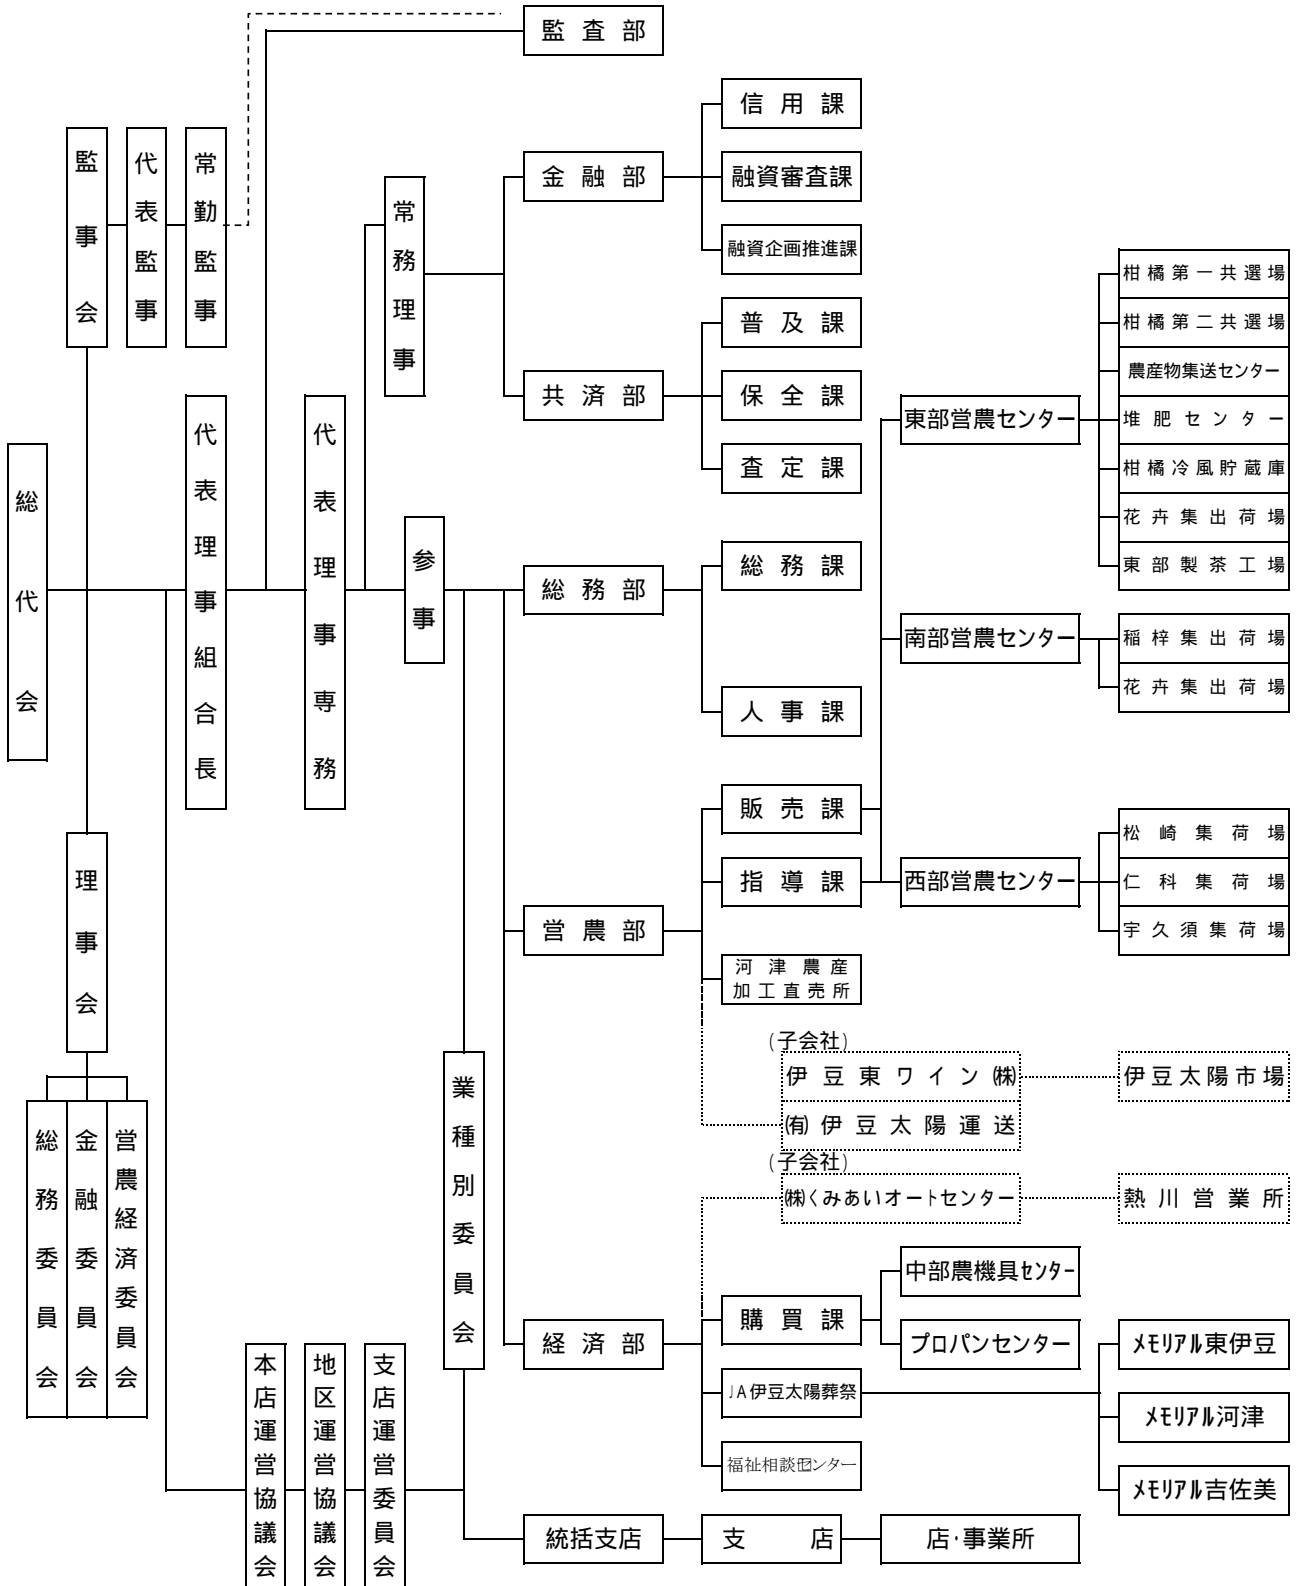 監査部
監事会
代表監事
常勤監事
総代会
代表理事組合長
代表理事専務
常務理事
参事
理事会
総務委員会
金融委員会
営農経済委員会
本店運営協議会
地区運営協議会
支店運営委員会
業種別委員会
金融部
信用課
融資審査課
融資企画推進課
共済部
普及課
保全課
査定課
総務部
総務課
人事課
営農部
販売課
指導課
河津農産
加工直売所
東部営農センター
柑橘第一共選場
柑橘第二共選場
農産物集送センター
堆肥センター
柑橘冷風貯蔵庫
花卉集出荷場
東部製茶工場
南部営農センター
稲梓集出荷場
花卉集出荷場
西部営農センター
松崎集荷場
仁科集荷場
宇久須集荷場
(子会社)
伊豆東ワイン㈱
伊豆太陽市場
㈲伊豆太陽運送
(子会社)
㈱くみあいオートセンター
熱川営業所
経済部
購買課
中部農機具センター
プロパンセンター
JA伊豆太陽葬祭
メモリアル東伊豆
メモリアル河津
メモリアル吉佐美
福祉相談センター
統括支店
支店
店・事業所